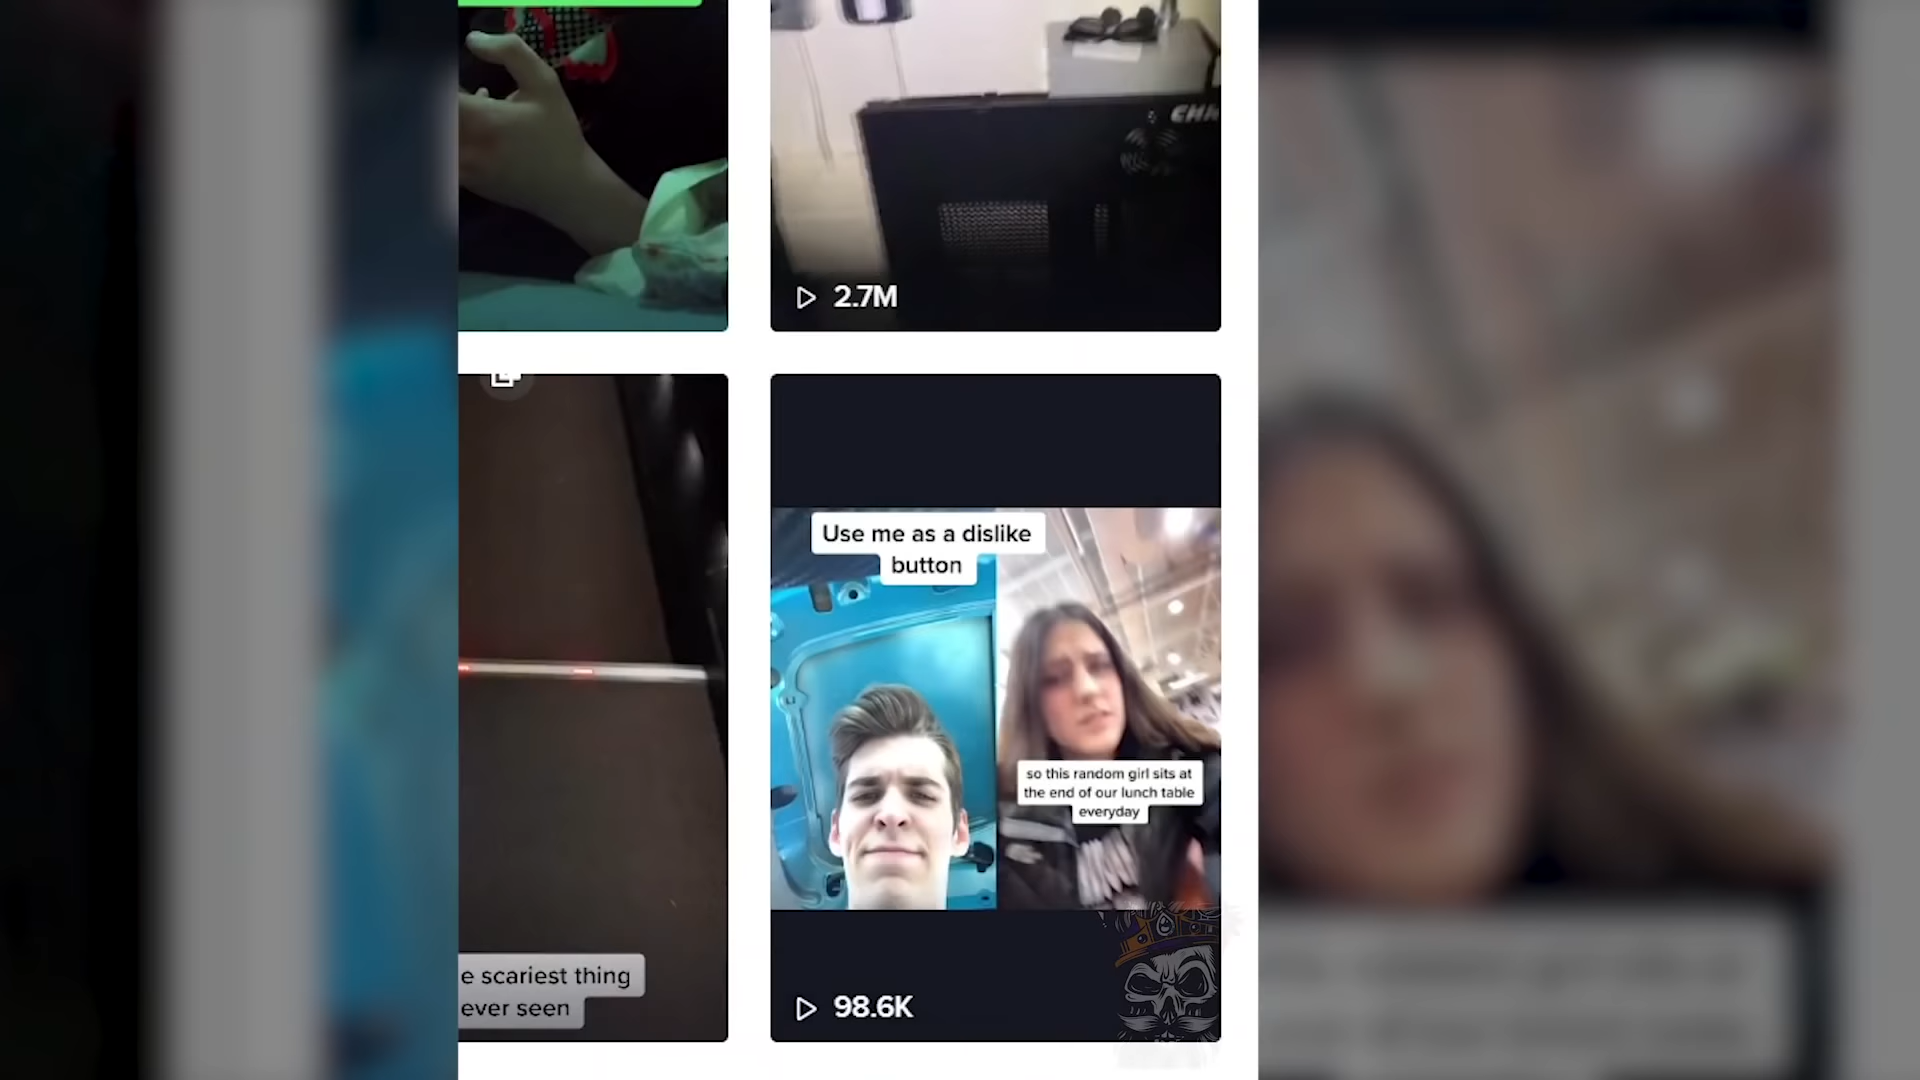 2.7M
Use me as a dislike
button
so this random girl sits at
the end of our lunch table
everyday
e scariest thing
ever seen
98.6K